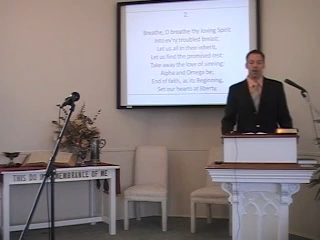 2.
Breathe, O breathe thy loving Spirit
Into ev'ry troubled breast;
Let us all in thee inherit,
Let us find the promised rest
Take away the love of sinning;
Alpha and Omega be;
End of faith, as its Beginning,
Set our hearts at liberty.
THIS DO IN REMEMBRANCE OF ME